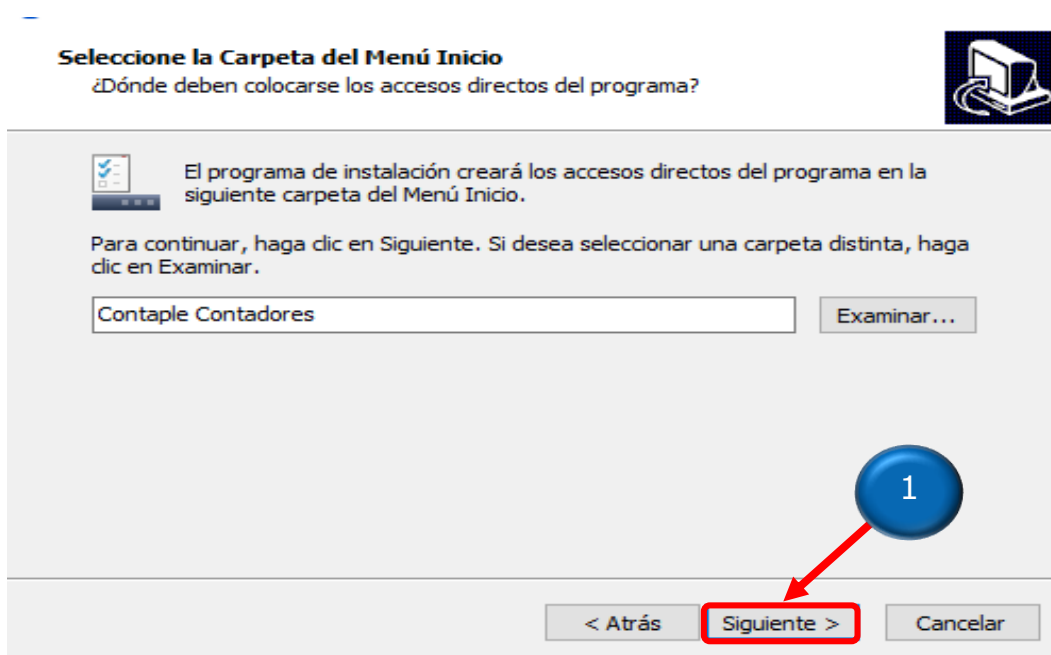 Seleccione la Carpeta del Menú Inicio
¿Dónde deben colocarse los accesos directos del programa?
El programa de instalación creará los accesos directos del programa en la
siguiente carpeta del Menú Inicio.
Para continuar, haga clic en Siguiente. Si desea seleccionar una carpeta distinta, haga
clic en Examinar.
Contaple Contadores
Examinar...
1
< Atrás
Siguiente >
Cancelar